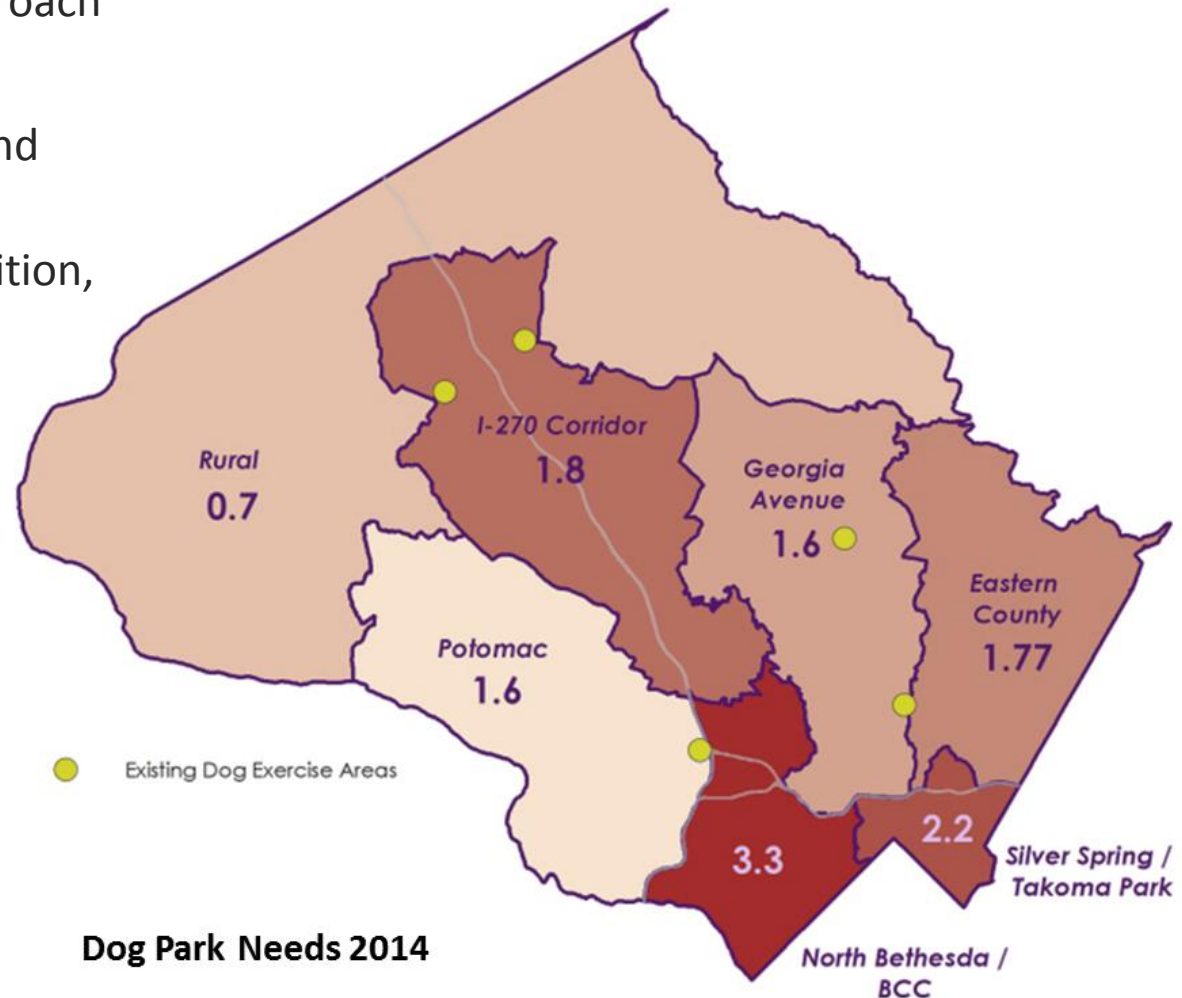 oach
nd
ition,
I-270 Corridor
1.8
Rural
0.7
Georgia
Avenue
1.6
Eastern
County
1.77
Potomac
1.6
Existing Dog Exercise Areas
2.2
3.3
Silver Spring /
Takoma Park
Dog Park Needs 2014
North Bethesda /
BCC